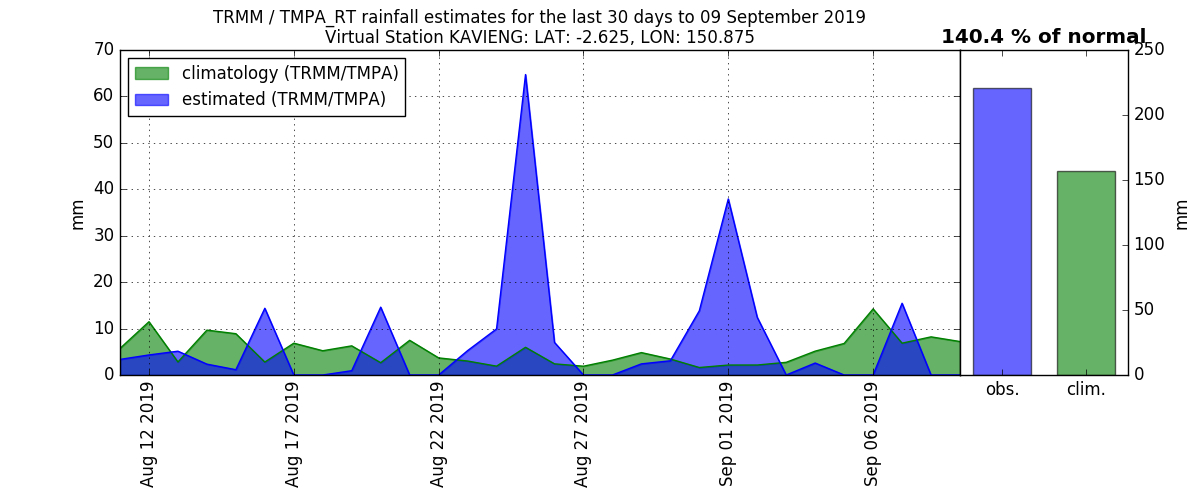 TRMM / TMPA_RT rainfall estimates for the last 30 days to 09 September 2019
Virtual Station KAVIENG: LAT: -2.625, LON: 150.875
140.4 % of normal
climatology (TRMM/TMPA)
estimated (TRMM/TMPA)
70
60
50
40
30
20
10
0
mm
Aug 12 2019
Aug 17 2019
Aug 22 2019
Aug 27 2019
Sep 01 2019
Sep 06 2019
obs.
clim.
250
200
150
100
50
0
mm